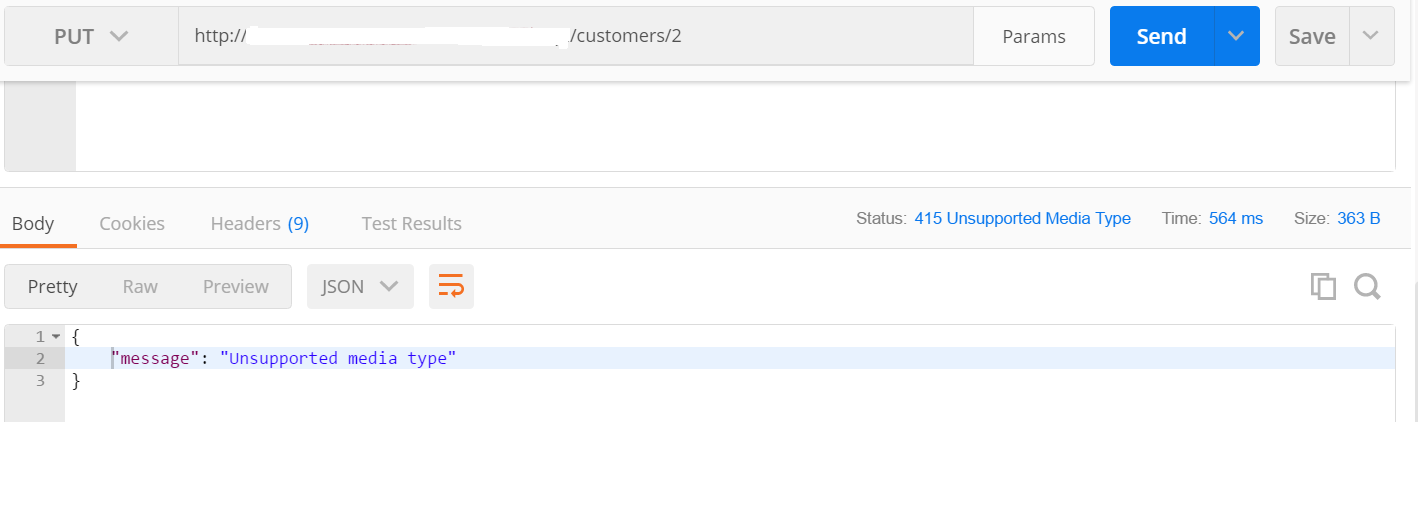 PUT http:// /customers/2 Params Send Save
Body Cookies Headers (9) Test Results Status: 415 Unsupported Media Type Time: 564 ms Size: 363 B
Pretty Raw Preview JSON
1 {
2 "message": "Unsupported media type"
3 }